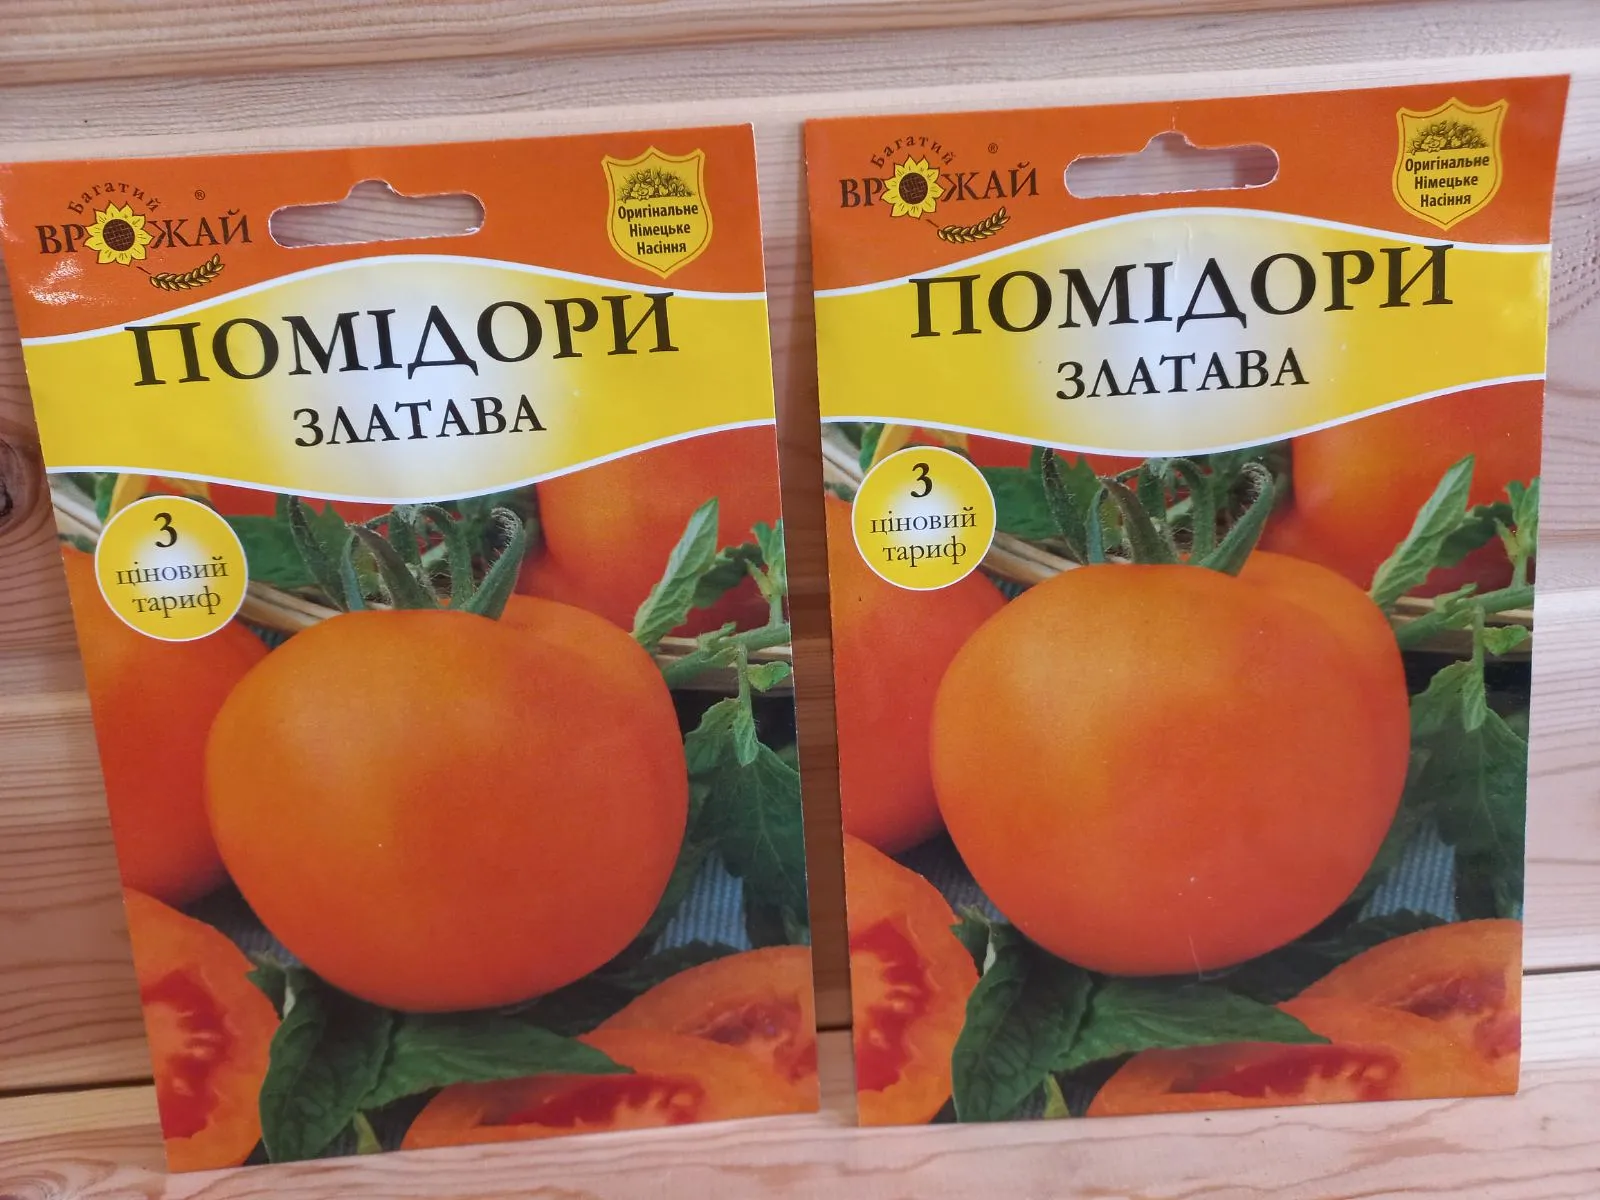 Багатий
ВРОЖАЙ®
Оригінальне
Німецьке
Насіння
ПОМІДОРИ
ЗЛАТАВА
3
ціновий
тариф
Багатий
ВРОЖАЙ®
Оригінальне
Німецьке
Насіння
ПОМІДОРИ
ЗЛАТАВА
3
ціновий
тариф